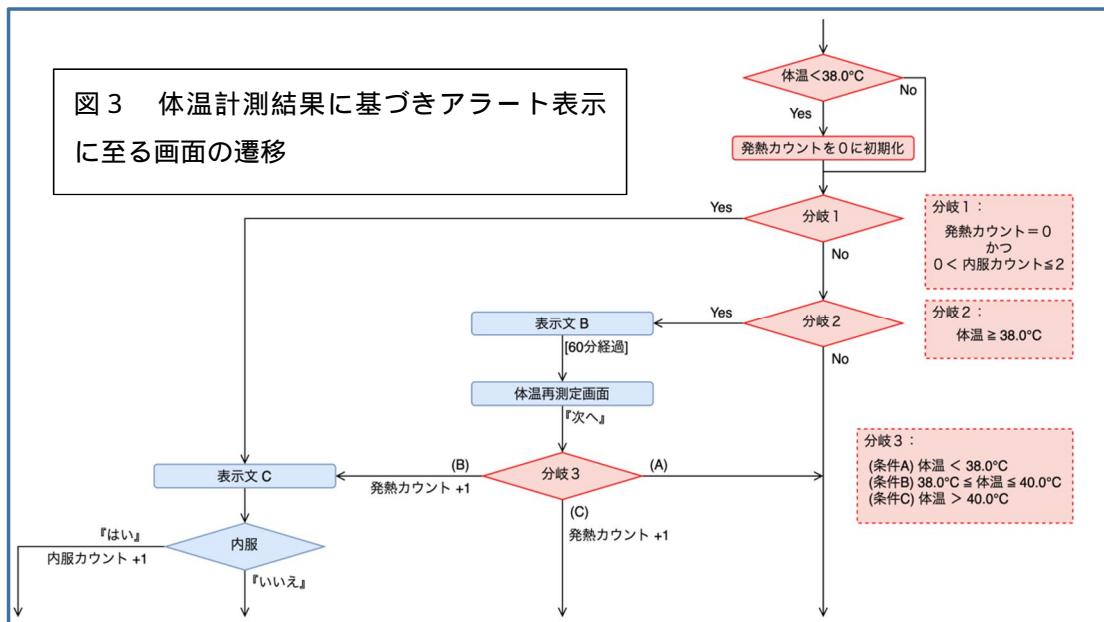 図3 体温計測結果に基づきアラート表示
に至る画面の遷移
体温<38.0°C
No
Yes
発熱カウントを0に初期化
Yes
分岐1
No
分岐1:
発熱カウント=0
かつ
0< 内服カウント≦2
表示文 B
Yes
分岐2
No
分岐2:
体温 ≧ 38.0°C
[60分経過]
体温再測定画面
『次へ』
表示文 C
(B)
発熱カウント +1
分岐3
(A)
(C)
発熱カウント +1
分岐3:
(条件A) 体温 < 38.0°C
(条件B) 38.0°C ≦ 体温 ≦ 40.0°C
(条件C) 体温 > 40.0°C
『はい』
内服カウント +1
内服
『いいえ』